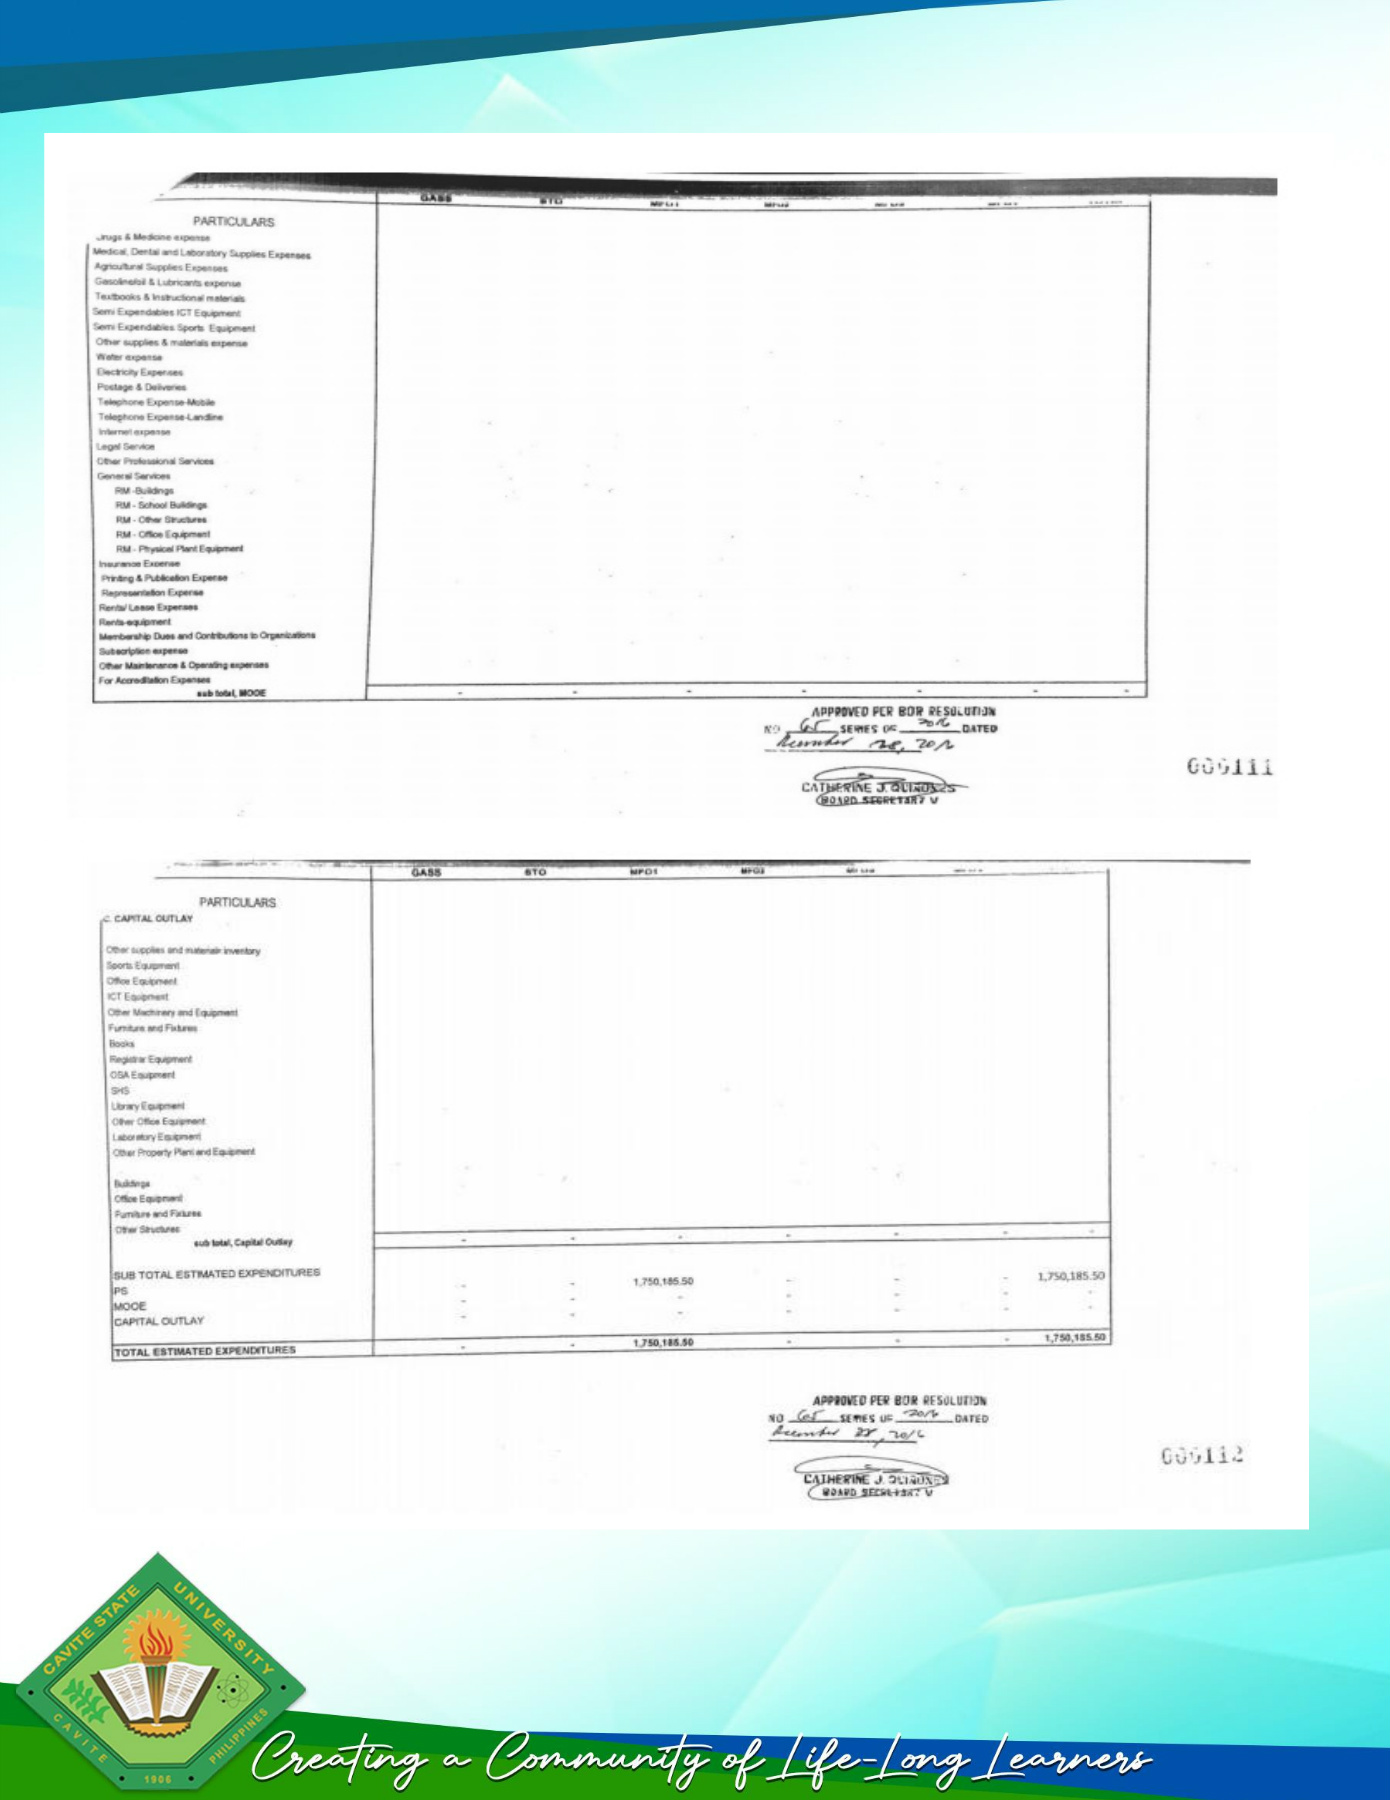 GASS STO MFO1 MFO2
PARTICULARS
Drugs & Medicine expense
Medical, Dental and Laboratory Supplies Expenses
Agricultural Supplies Expenses
Gasoline/oil & Lubricants expense
Textbooks & Instructional materials
Semi Expendables ICT Equipment
Semi Expendables Sports Equipment
Other supplies & materials expense
Water expense
Electricity Expenses
Postage & Deliveries
Telephone Expense-Mobile
Telephone Expense-Landline
Internet expense
Legal Service
Other Professional Services
General Services
RM -Buildings
RM - School Buildings
RM - Other Structures
RM - Office Equipment
RM - Physical Plant Equipment
Insurance Expense
Printing & Publication Expense
Representation Expense
Rents/ Lease Expenses
Rents-equipment
Membership Dues and Contributions to Organizations
Subscription expense
Other Maintenance & Operating expenses
For Accreditation Expenses
sub total, MOOE - - - - - - -
APPROVED PER BOR RESOLUTION
NO 65 SERIES OF 2016 DATED
December 28, 2016
CATHERINE J. QUIÑONES
BOARD SECRETARY V
000111
GASS STO MFO1 MFO2
PARTICULARS
C. CAPITAL OUTLAY
Other supplies and materials inventory
Sports Equipment
Office Equipment
ICT Equipment
Other Machinery and Equipment
Furniture and Fixtures
Books
Registrar Equipment
OSA Equipment
SHS
Library Equipment
Other Office Equipment
Laboratory Equipment
Other Property Plant and Equipment
Buildings
Office Equipment
Furniture and Fixtures
Other Structures
sub total, Capital Outlay - - - - - - -
SUB TOTAL ESTIMATED EXPENDITURES
PS - - 1,750,185.50 - - - 1,750,185.50
MOOE - - - - - - -
CAPITAL OUTLAY - - - - - - -
TOTAL ESTIMATED EXPENDITURES - - 1,750,185.50 - - - 1,750,185.50
APPROVED PER BOR RESOLUTION
NO 65 SERIES OF 2016 DATED
December 28, 2016
CATHERINE J. QUIÑONES
BOARD SECRETARY V
000112
CAVITE STATE UNIVERSITY
CAVITE PHILIPPINES
1906
Creating a Community of Life-Long Learners